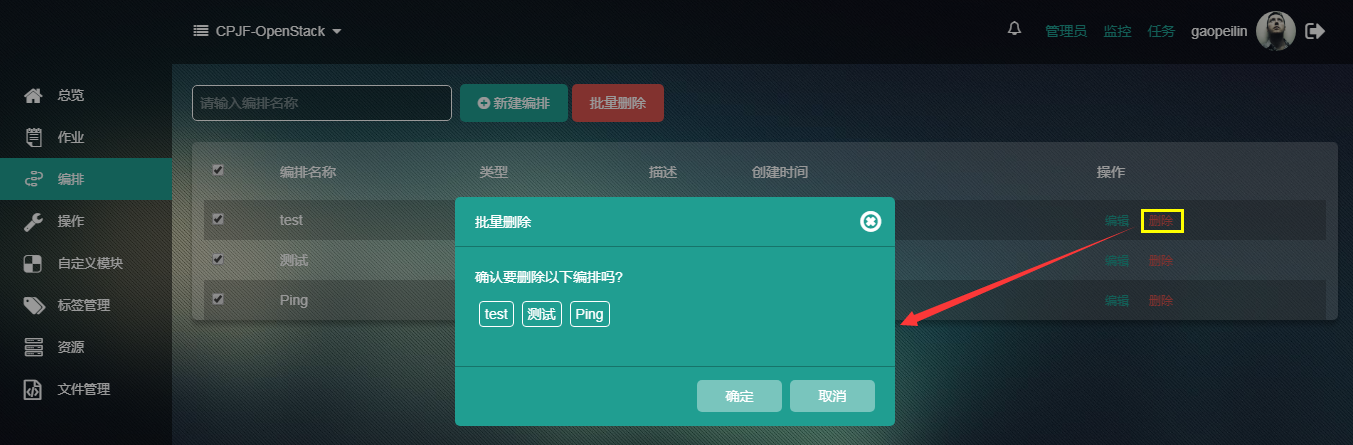 CPJF-OpenStack
管理员 监控 任务 gaopeilin
总览
作业
编排
操作
自定义模块
标签管理
资源
文件管理
请输入编排名称 新建编排 批量删除
编排名称 类型 描述 创建时间 操作
test 编辑 删除
测试 编辑 删除
Ping 编辑 删除
批量删除
确认要删除以下编排吗?
test 测试 Ping
确定 取消